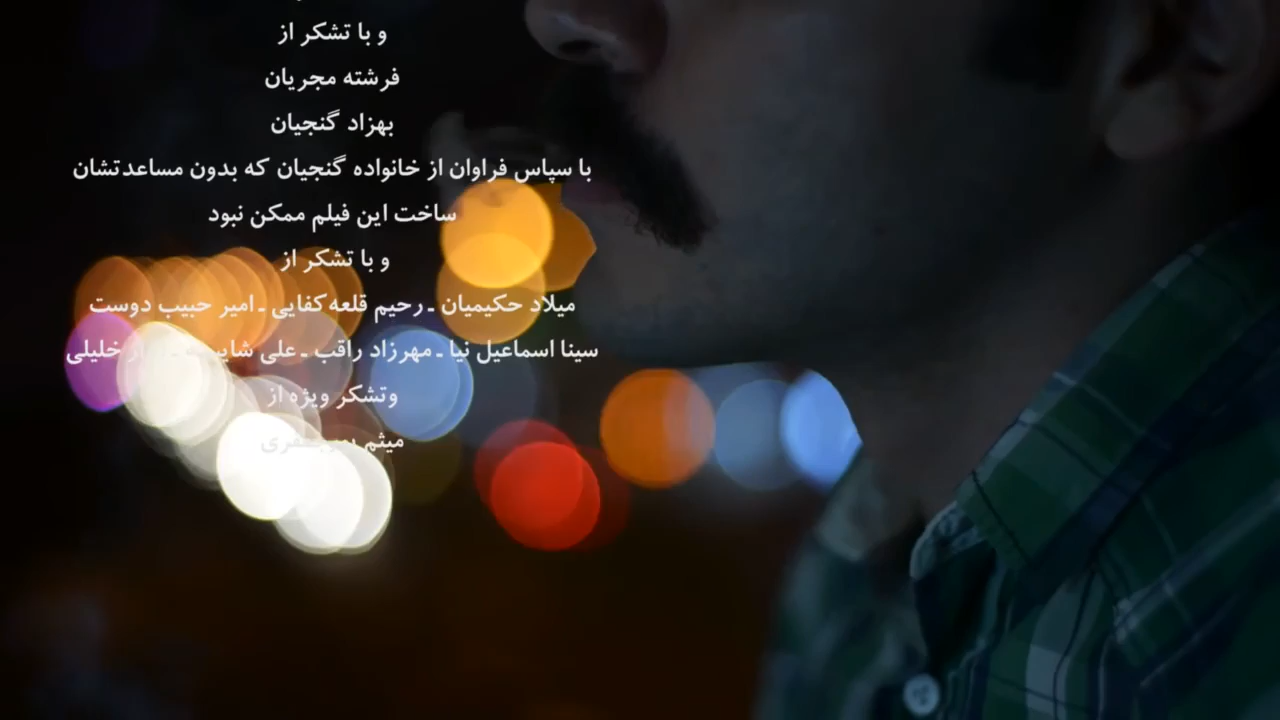 و با تشکر از
فرشته مجریان
بهزاد گنجیان
با سپاس فراوان از خانواده گنجیان که بدون مساعدتشان
ساخت این فیلم ممکن نبود
و با تشکر از
میلاد حکیمیان ـ رحیم قلعه کفایی ـ امیر حبیب دوست
سینا اسماعیل نیا ـ مهرزاد راقب ـ علی خلیلی
وتشکر ویژه از
میثم